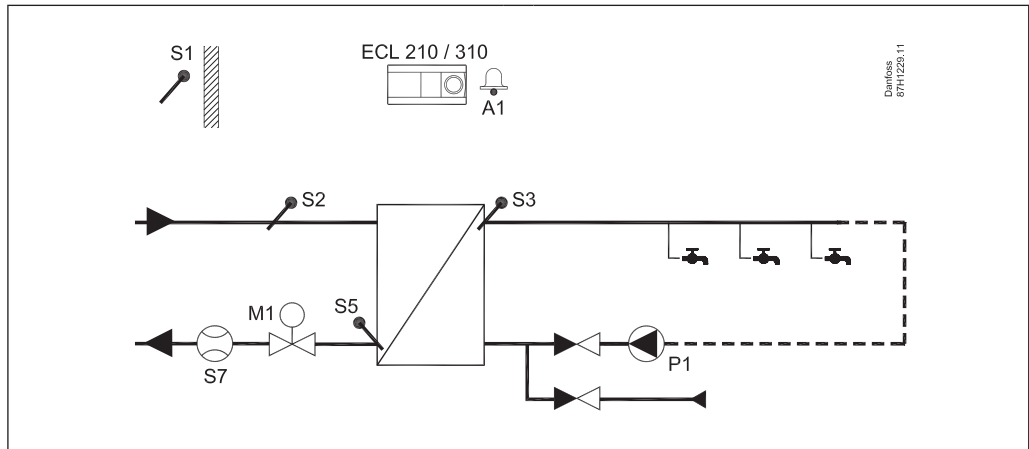 S1
ECL 210 / 310
A1
Danfoss
87H1229.11
S2
S3
M1
S5
S7
P1